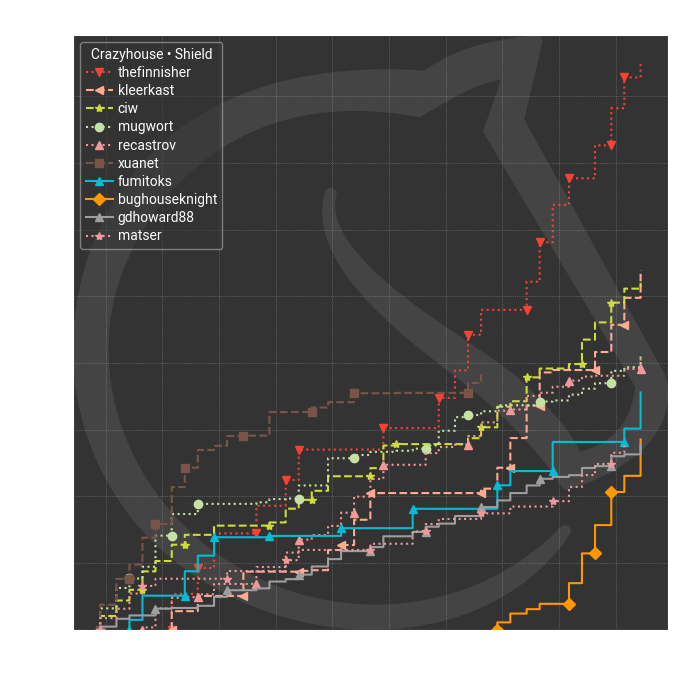 Crazyhouse • Shield
thefinnisher
kleerkast
ciw
mugwort
recastrov
xuanet
fumitoks
bughouseknight
gdhoward88
matser